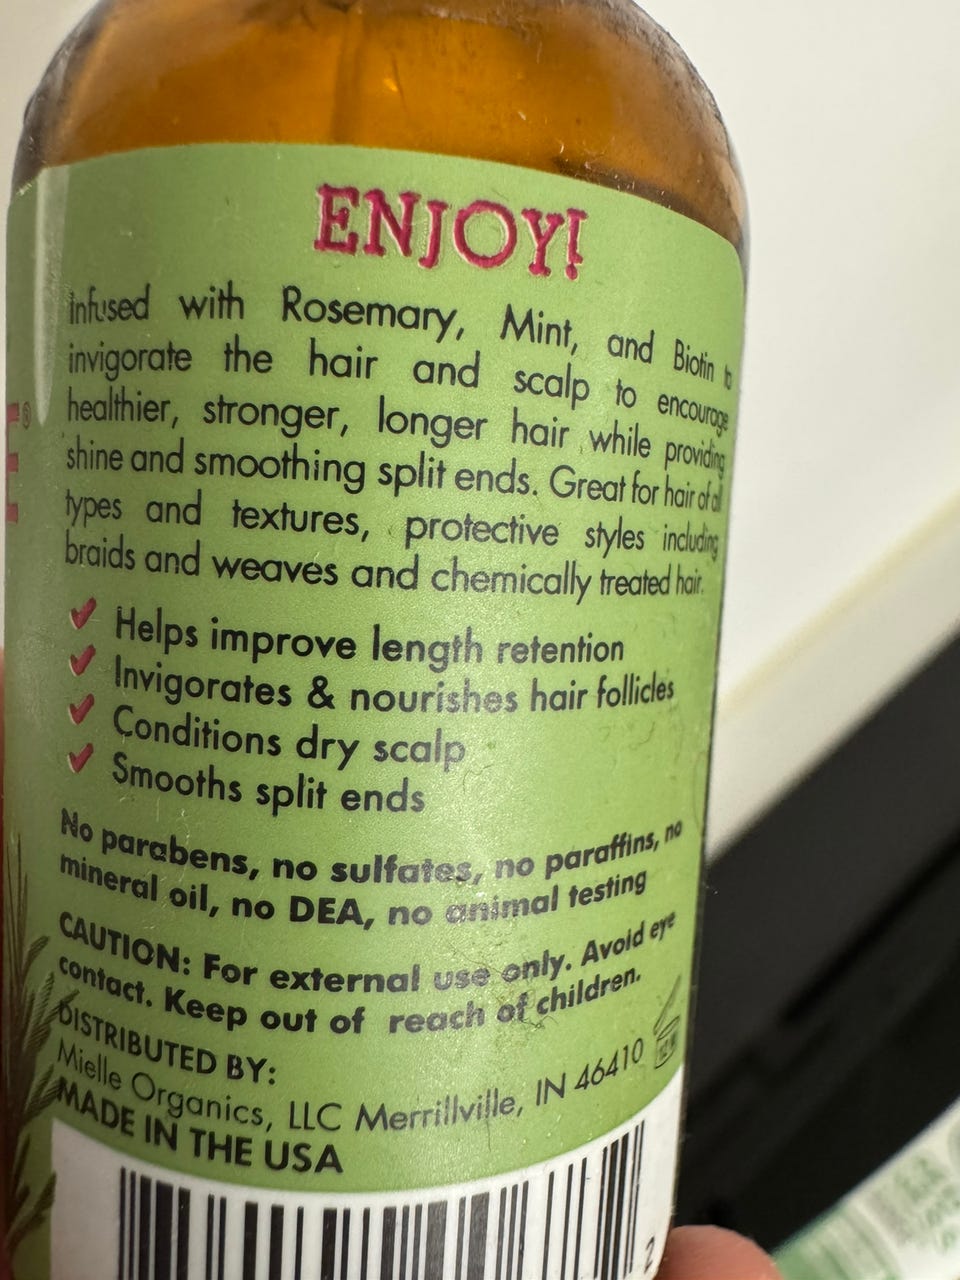 ENJOY!
Infused with Rosemary, Mint, and Biotin to
invigorate the hair and scalp to encourage
healthier, stronger, longer hair while providing
shine and smoothing split ends. Great for hair of all
types and textures, protective styles including
braids and weaves and chemically treated hair.
Helps improve length retention
Invigorates & nourishes hair follicles
Conditions dry scalp
Smooths split ends
No parabens, no sulfates, no paraffins, no
mineral oil, no DEA, no animal testing
CAUTION: For external use only. Avoid eye
contact. Keep out of reach of children.
DISTRIBUTED BY:
Mielle Organics, LLC Merrillville, IN 46410
MADE IN THE USA
E®
2